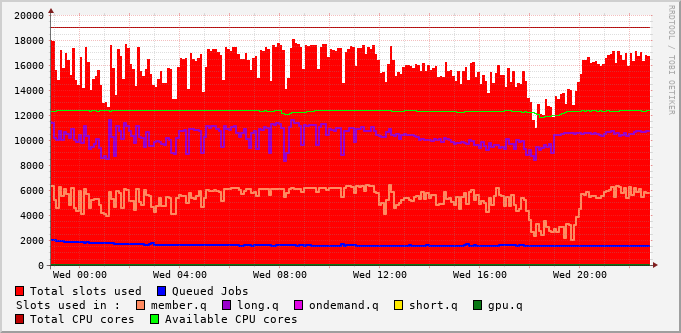 20000
18000
16000
14000
12000
10000
8000
6000
4000
2000
0
Wed 00:00 Wed 04:00 Wed 08:00 Wed 12:00 Wed 16:00 Wed 20:00
Total slots used Queued Jobs
Slots used in : member.q long.q ondemand.q short.q gpu.q
Total CPU cores Available CPU cores
RRDTOOL / TOBI OETIKER